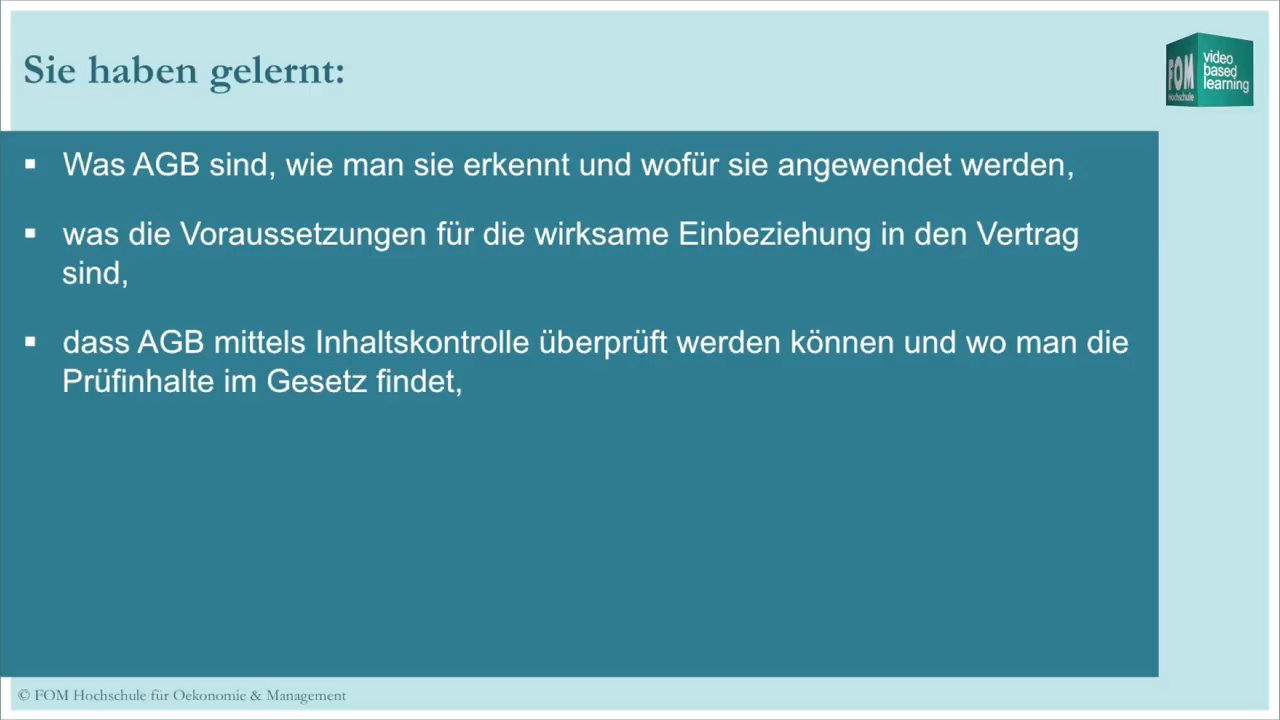 Sie haben gelernt:
FOM
Hochschule
video
based
learning
▪ Was AGB sind, wie man sie erkennt und wofür sie angewendet werden,
▪ was die Voraussetzungen für die wirksame Einbeziehung in den Vertrag
sind,
▪ dass AGB mittels Inhaltskontrolle überprüft werden können und wo man die
Prüfinhalte im Gesetz findet,
© FOM Hochschule für Oekonomie & Management